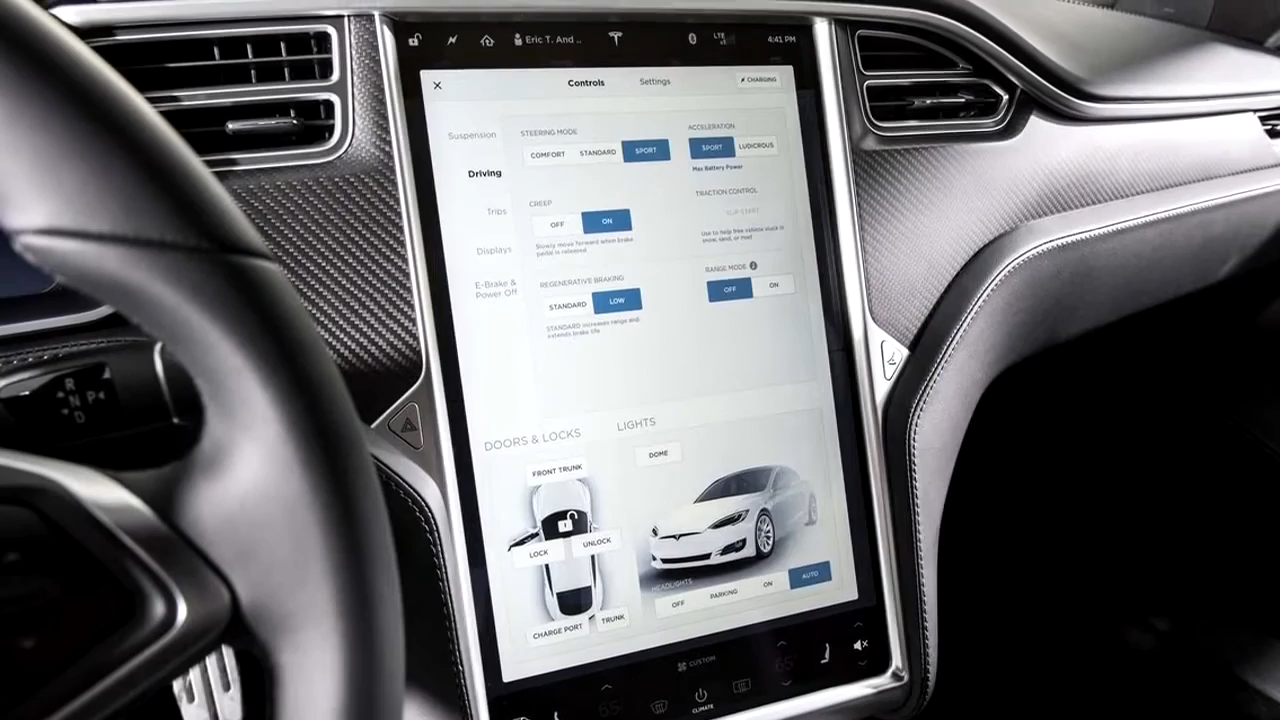 Eric T. And ..
LTE
4:41 PM
Controls
Settings
CHARGING
Suspension
Driving
Trips
Displays
E-Brake &
Power Off
STEERING MODE
COMFORT STANDARD SPORT
ACCELERATION
SPORT LUDICROUS
Max Battery Power
CREEP
OFF ON
Slowly move forward when brake
pedal is released
TRACTION CONTROL
SLIP START
Use to help free vehicle stuck in
snow, sand, or mud
REGENERATIVE BRAKING
STANDARD LOW
STANDARD increases range and
extends brake life
RANGE MODE
OFF ON
DOORS & LOCKS
FRONT TRUNK
LOCK
UNLOCK
CHARGE PORT
TRUNK
LIGHTS
DOME
HEADLIGHTS
OFF PARKING ON AUTO
CUSTOM
65
65
CLIMATE
R
N P
D